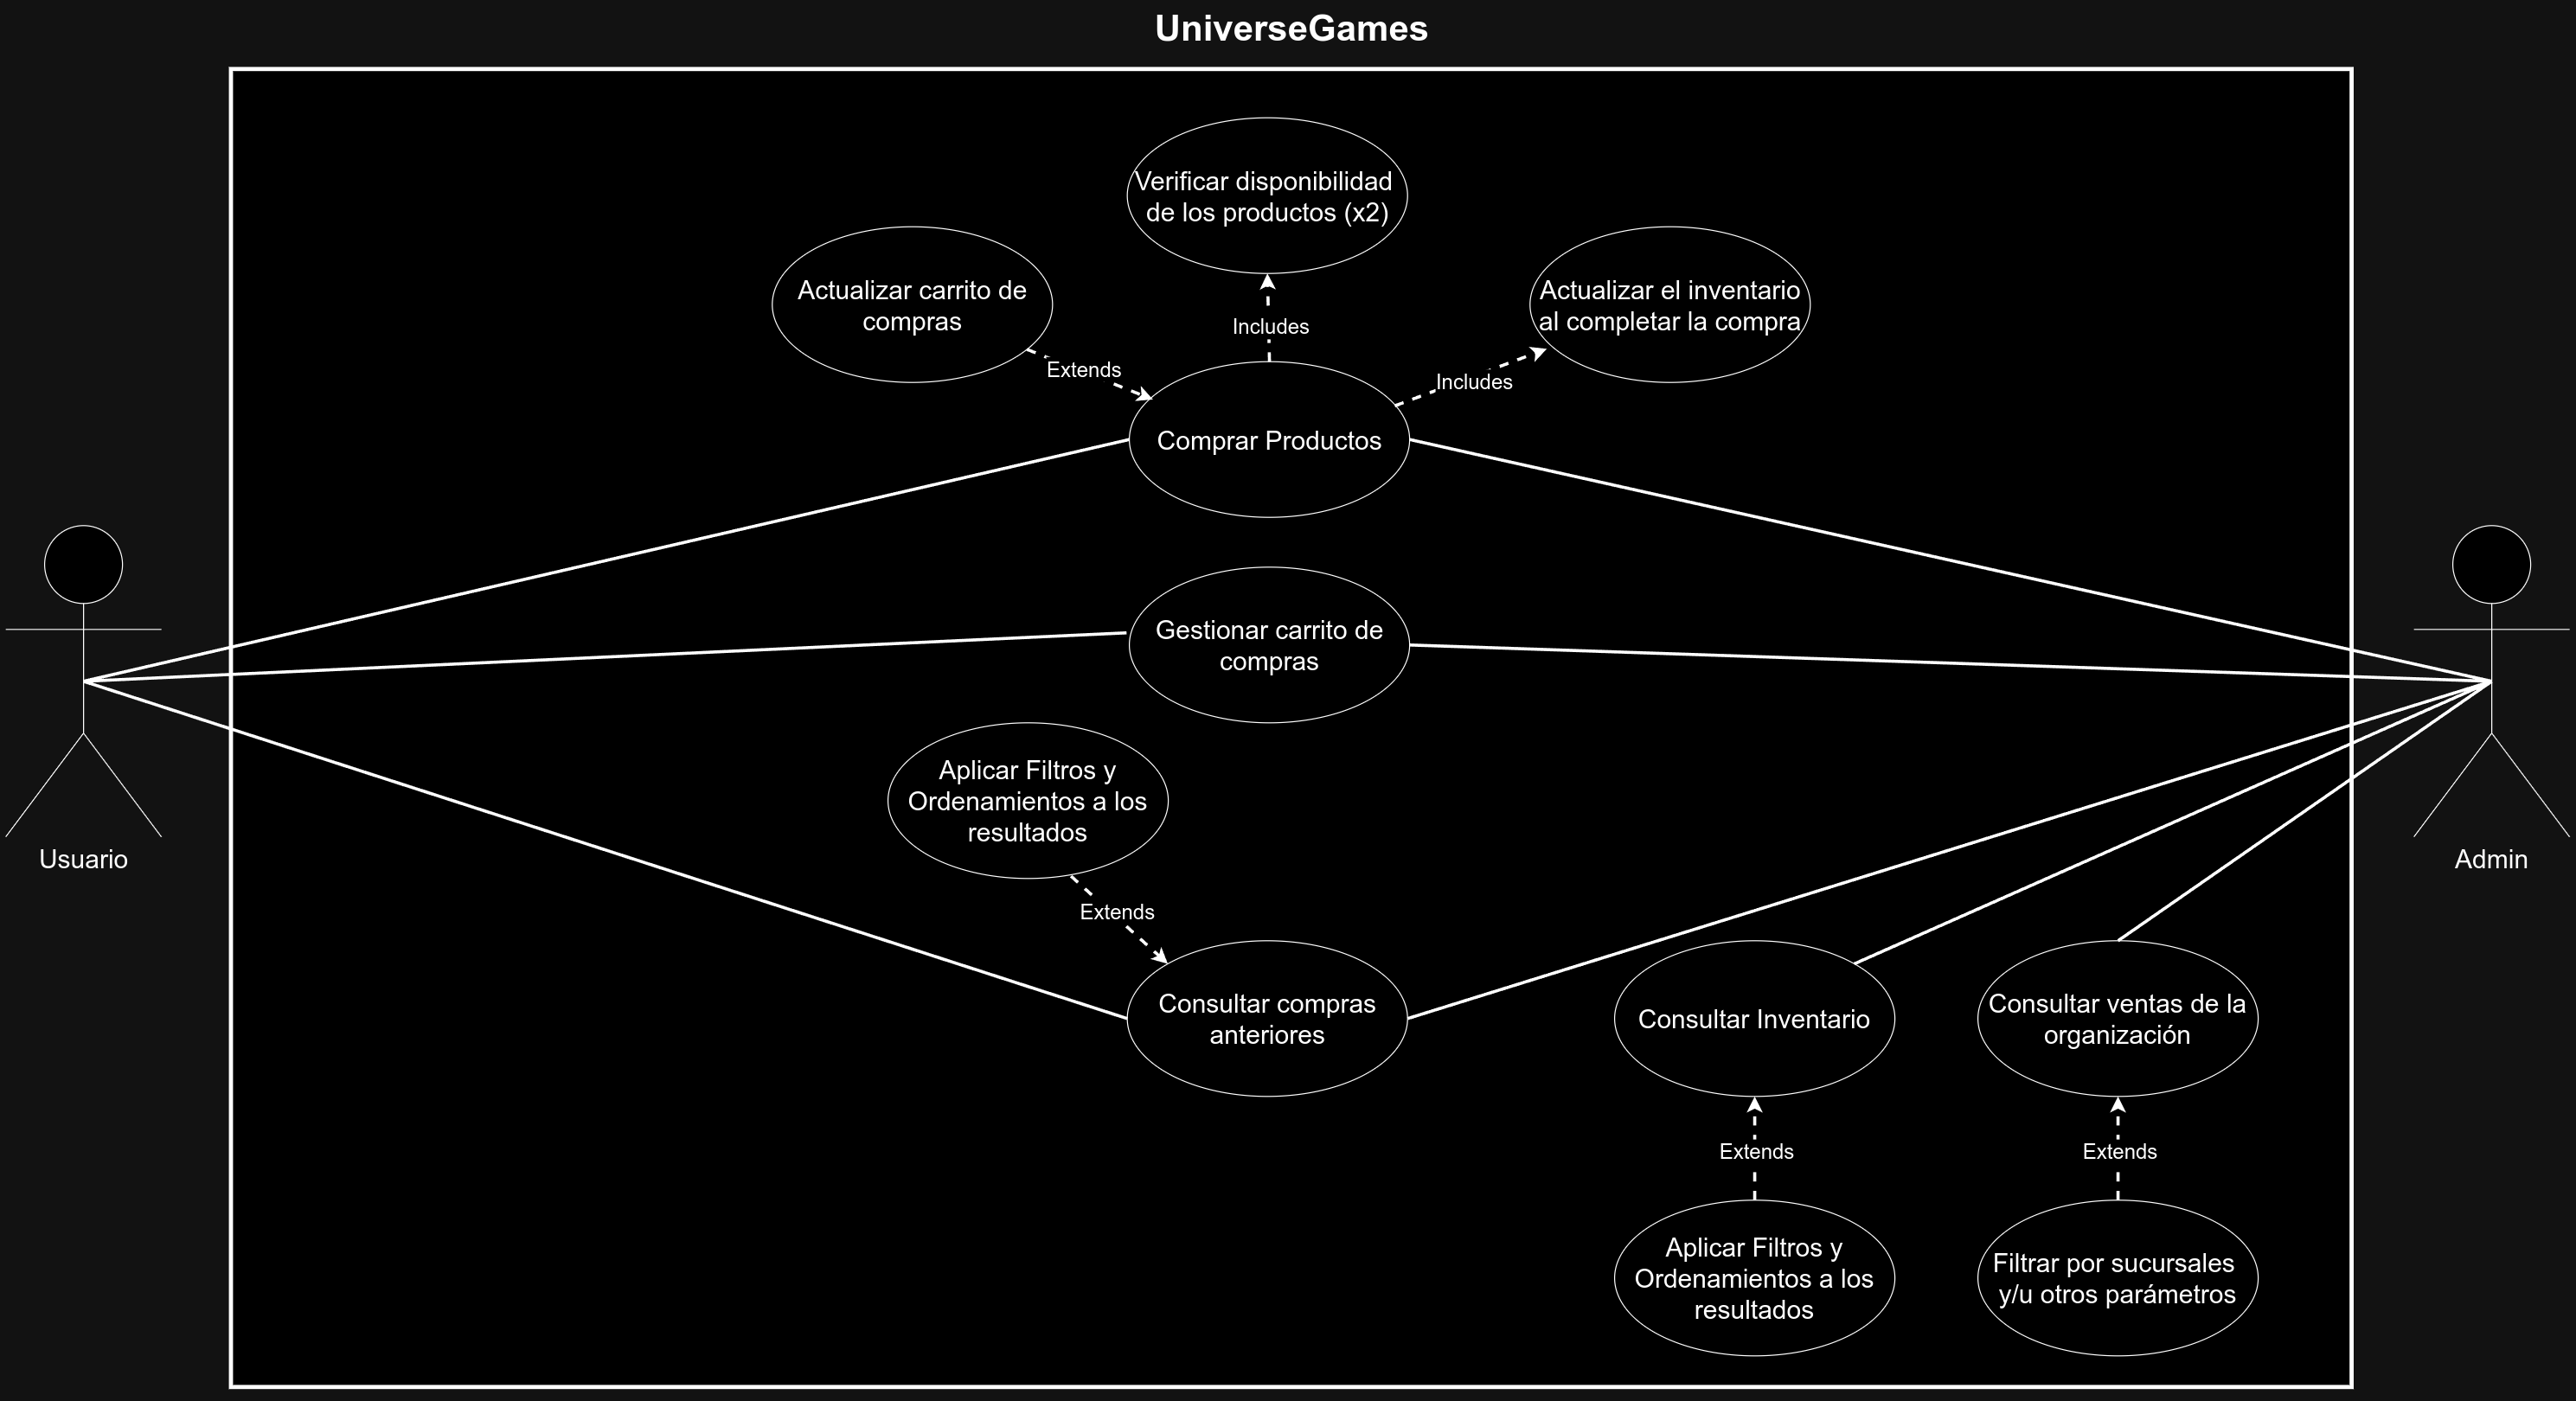 UniverseGames
Verificar disponibilidad
de los productos (x2)
Actualizar carrito de
compras
Actualizar el inventario
al completar la compra
Includes
Extends
Includes
Comprar Productos
Gestionar carrito de
compras
Aplicar Filtros y
Ordenamientos a los
resultados
Usuario
Admin
Extends
Consultar compras
anteriores
Consultar Inventario
Consultar ventas de la
organización
Extends
Extends
Aplicar Filtros y
Ordenamientos a los
resultados
Filtrar por sucursales
y/u otros parámetros